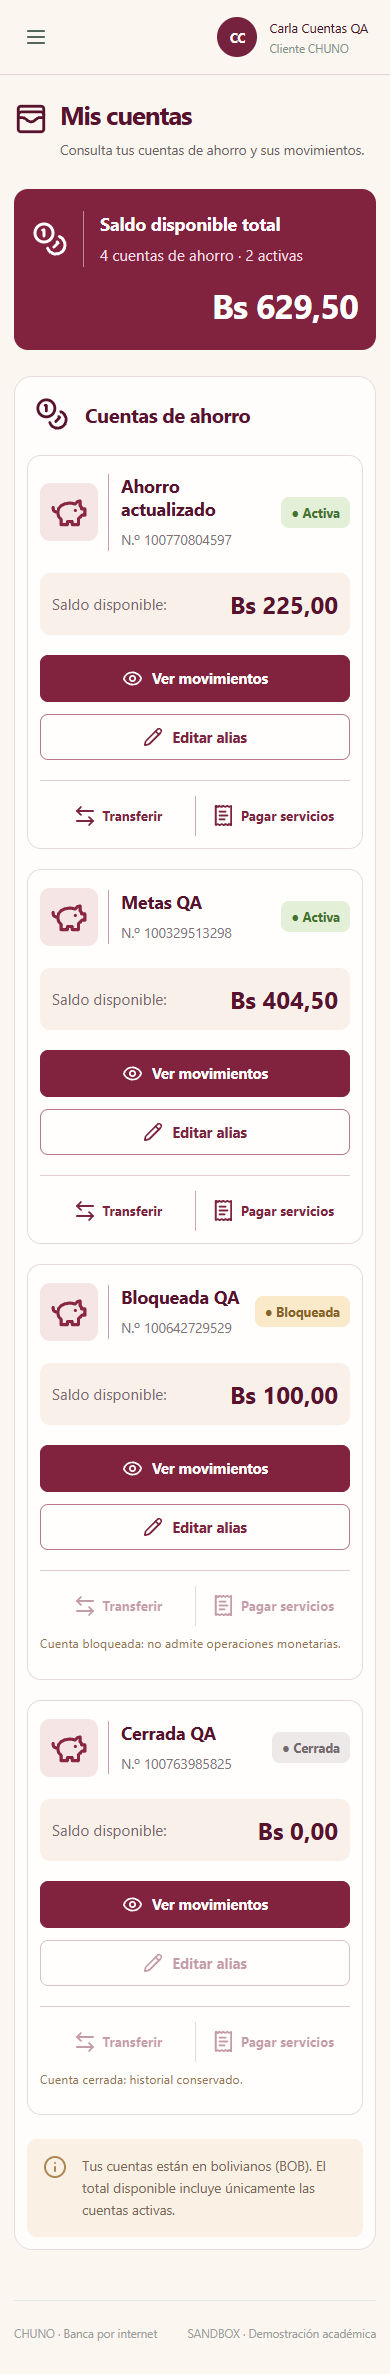 CC
Carla Cuentas QA
Cliente CHUNO
Mis cuentas
Consulta tus cuentas de ahorro y sus movimientos.
Saldo disponible total
4 cuentas de ahorro · 2 activas
Bs 629,50
Cuentas de ahorro
Ahorro
actualizado
N.º 100770804597
• Activa
Saldo disponible: Bs 225,00
Ver movimientos
Editar alias
Transferir Pagar servicios
Metas QA
N.º 100329513298
• Activa
Saldo disponible: Bs 404,50
Ver movimientos
Editar alias
Transferir Pagar servicios
Bloqueada QA
N.º 100642729529
• Bloqueada
Saldo disponible: Bs 100,00
Ver movimientos
Editar alias
Transferir Pagar servicios
Cuenta bloqueada: no admite operaciones monetarias.
Cerrada QA
N.º 100763985825
• Cerrada
Saldo disponible: Bs 0,00
Ver movimientos
Editar alias
Transferir Pagar servicios
Cuenta cerrada: historial conservado.
Tus cuentas están en bolivianos (BOB). El
total disponible incluye únicamente las
cuentas activas.
CHUNO · Banca por internet SANDBOX · Demostración académica